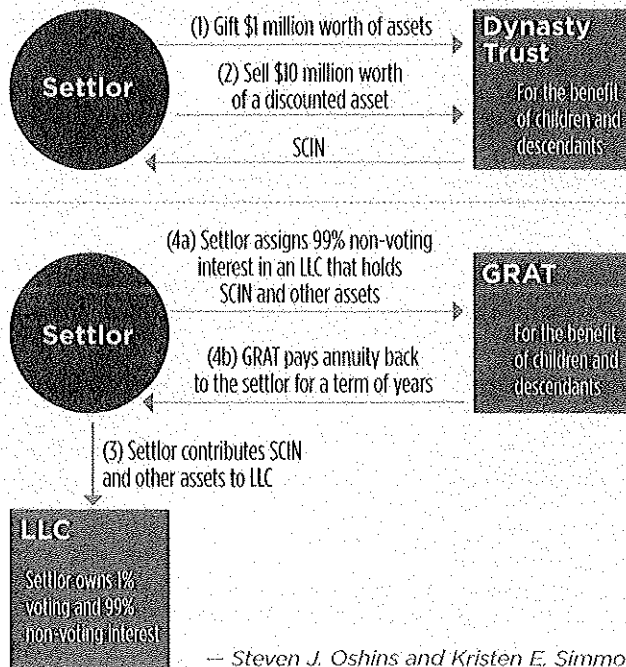 (1) Gift $1 million worth of assets
Settlor
(2) Sell $10 million worth
of a discounted asset
SCIN
Dynasty
Trust
For the benefit
of children and
descendants
(4a) Settlor assigns 99% non-voting
interest in an LLC that holds
SCIN and other assets
Settlor
(4b) GRAT pays annuity back
to the settlor for a term of years
GRAT
For the benefit
of children and
descendants
(3) Settlor contributes SCIN
and other assets to LLC
LLC
Settlor owns 1%
voting and 99%
non-voting interest
— Steven J. Oshins and Kristen E. Simmo